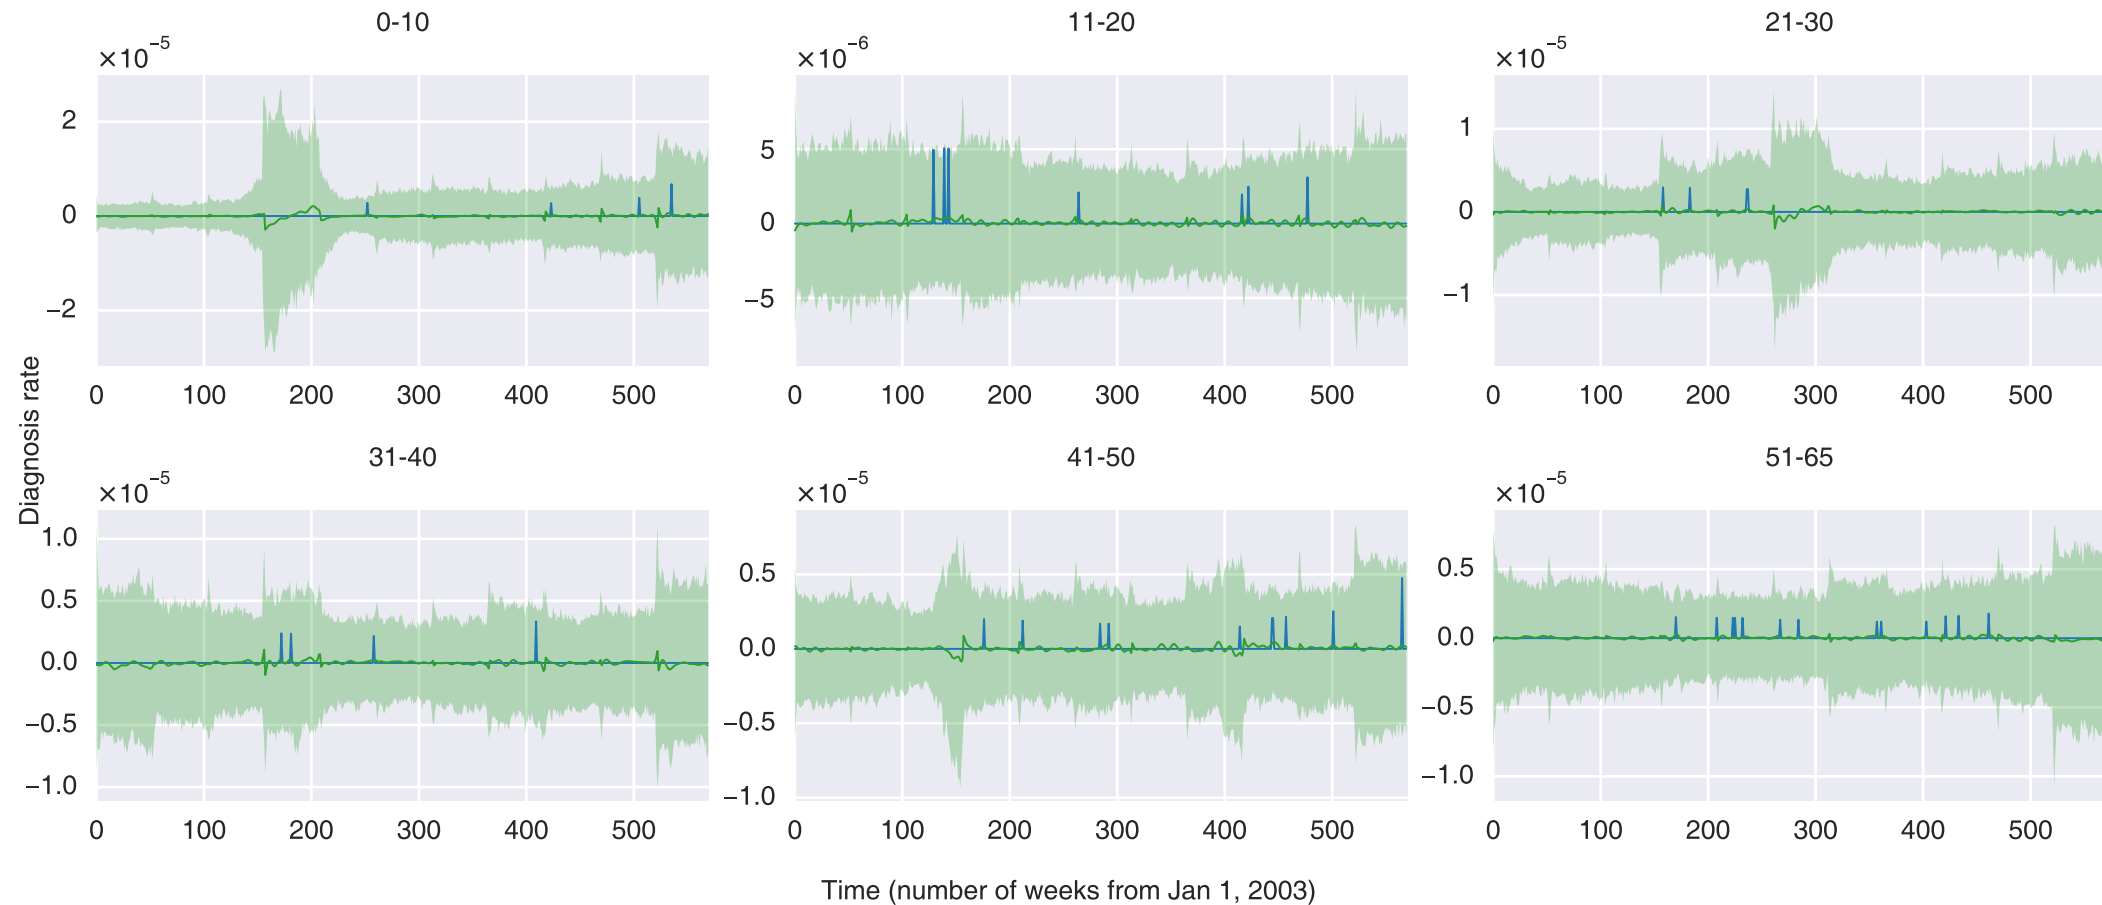 0-10 11-20 21-30
×10⁻⁵ ×10⁻⁶ ×10⁻⁵
2 0 −2
5 0 −5
1 0 −1
0 100 200 300 400 500
0 100 200 300 400 500
0 100 200 300 400 500
Diagnosis rate
31-40 41-50 51-65
×10⁻⁵ ×10⁻⁵ ×10⁻⁵
1.0 0.5 0.0 −0.5 −1.0
0.5 0.0 −0.5 −1.0
0.5 0.0 −0.5 −1.0
0 100 200 300 400 500
0 100 200 300 400 500
0 100 200 300 400 500
Time (number of weeks from Jan 1, 2003)